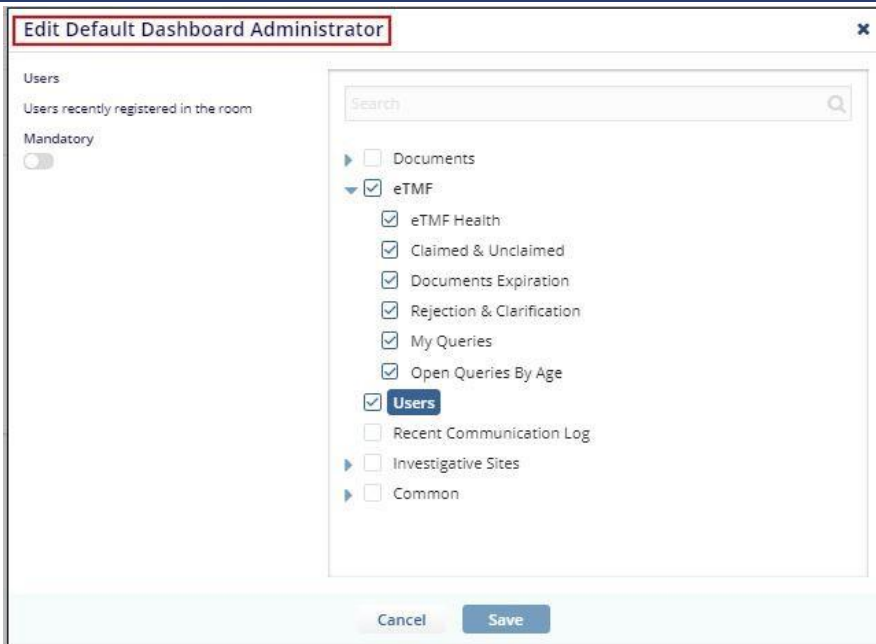 Edit Default Dashboard Administrator
Users
Users recently registered in the room
Mandatory
Search
Documents
eTMF
eTMF Health
Claimed & Unclaimed
Documents Expiration
Rejection & Clarification
My Queries
Open Queries By Age
Users
Recent Communication Log
Investigative Sites
Common
Cancel Save